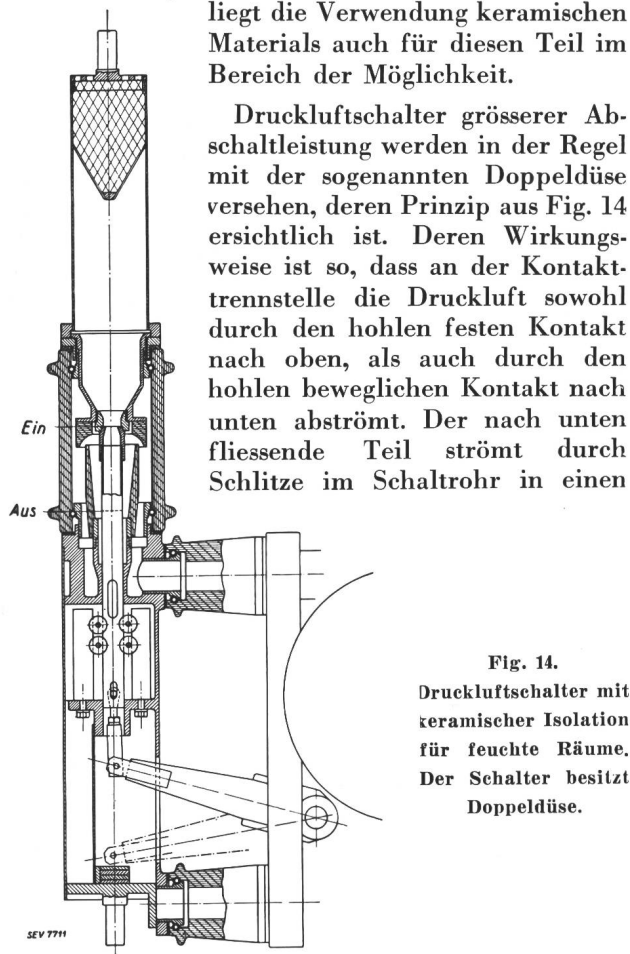 liegt die Verwendung keramischen
Materials auch für diesen Teil im
Bereich der Möglichkeit.
Druckluftschalter grösserer Ab-
schaltleistung werden in der Regel
mit der sogenannten Doppeldüse
versehen, deren Prinzip aus Fig. 14
ersichtlich ist. Deren Wirkungs-
weise ist so, dass an der Kontakt-
trennstelle die Druckluft sowohl
durch den hohlen festen Kontakt
nach oben, als auch durch den
hohlen beweglichen Kontakt nach
unten abströmt. Der nach unten
fliessende Teil strömt durch
Schlitze im Schaltrohr in einen
Ein
Aus
Fig. 14.
Druckluftschalter mit
keramischer Isolation
für feuchte Räume.
Der Schalter besitzt
Doppeldüse.
SEV 7711